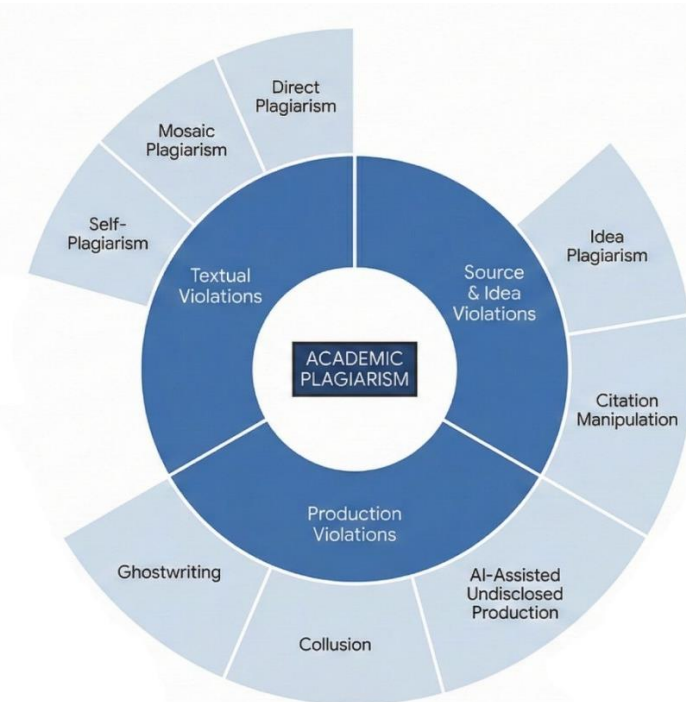 Direct
Plagiarism
Mosaic
Plagiarism
Self-
Plagiarism
Idea
Plagiarism
Textual
Violations
Source
& Idea
Violations
ACADEMIC
PLAGIARISM
Citation
Manipulation
Production
Violations
Ghostwriting
AI-Assisted
Undisclosed
Production
Collusion